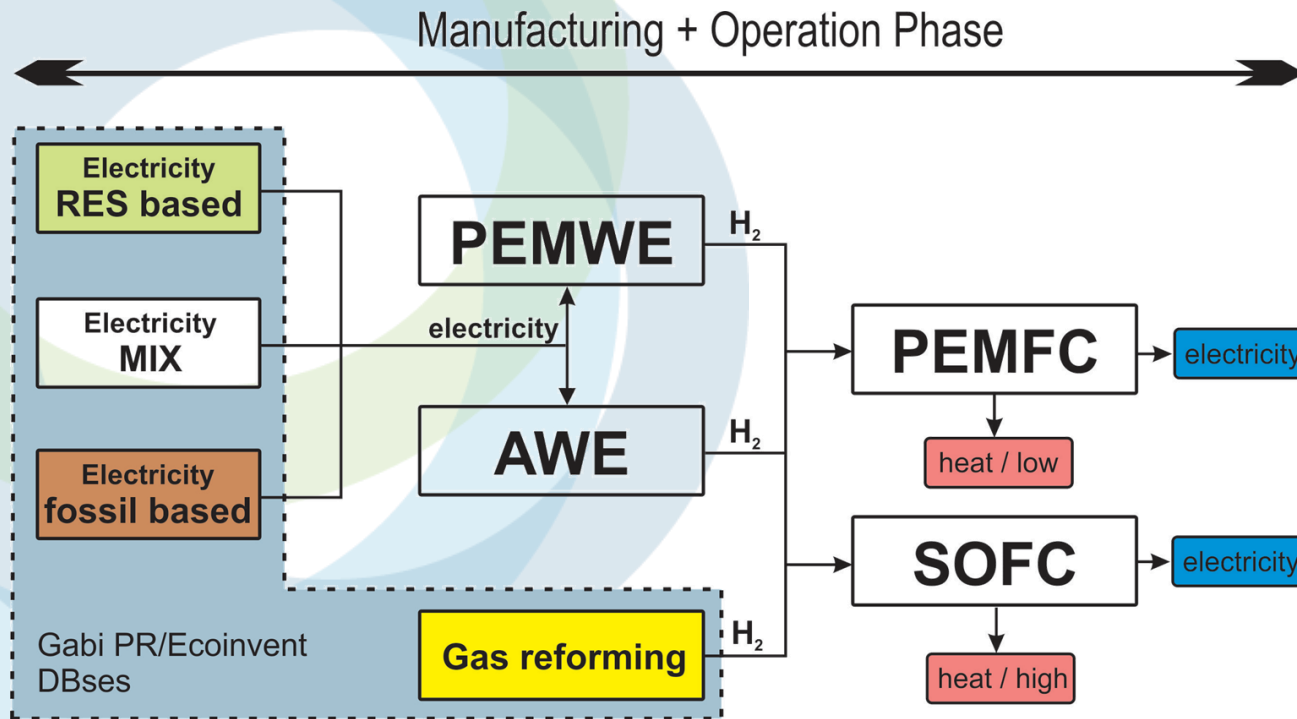 Manufacturing + Operation Phase
Electricity
RES based
Electricity
MIX
Electricity
fossil based
Gabi PR/Ecoinvent
DBses
electricity
PEMWE
AWE
Gas reforming
H₂
H₂
H₂
PEMFC
electricity
heat / low
SOFC
electricity
heat / high